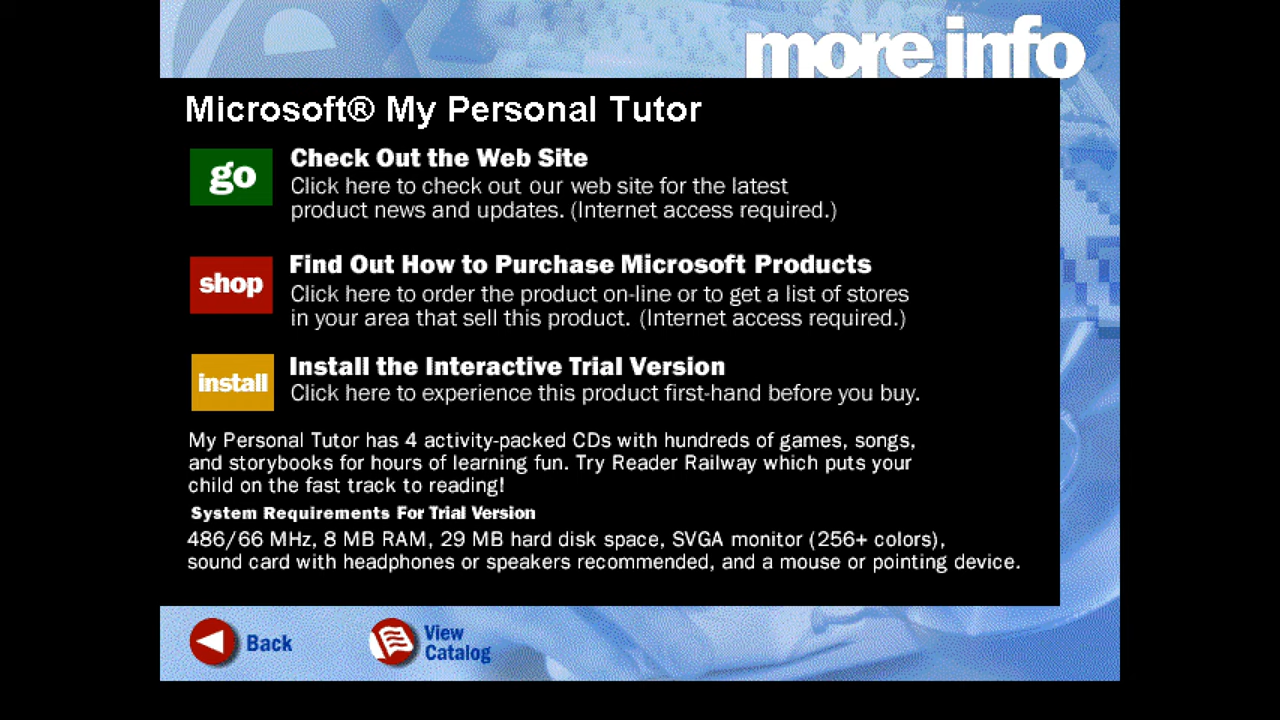 more info
Microsoft® My Personal Tutor
go
Check Out the Web Site
Click here to check out our web site for the latest
product news and updates. (Internet access required.)
shop
Find Out How to Purchase Microsoft Products
Click here to order the product on-line or to get a list of stores
in your area that sell this product. (Internet access required.)
install
Install the Interactive Trial Version
Click here to experience this product first-hand before you buy.
My Personal Tutor has 4 activity-packed CDs with hundreds of games, songs,
and storybooks for hours of learning fun. Try Reader Railway which puts your
child on the fast track to reading!
System Requirements For Trial Version
486/66 MHz, 8 MB RAM, 29 MB hard disk space, SVGA monitor (256+ colors),
sound card with headphones or speakers recommended, and a mouse or pointing device.
Back
View
Catalog